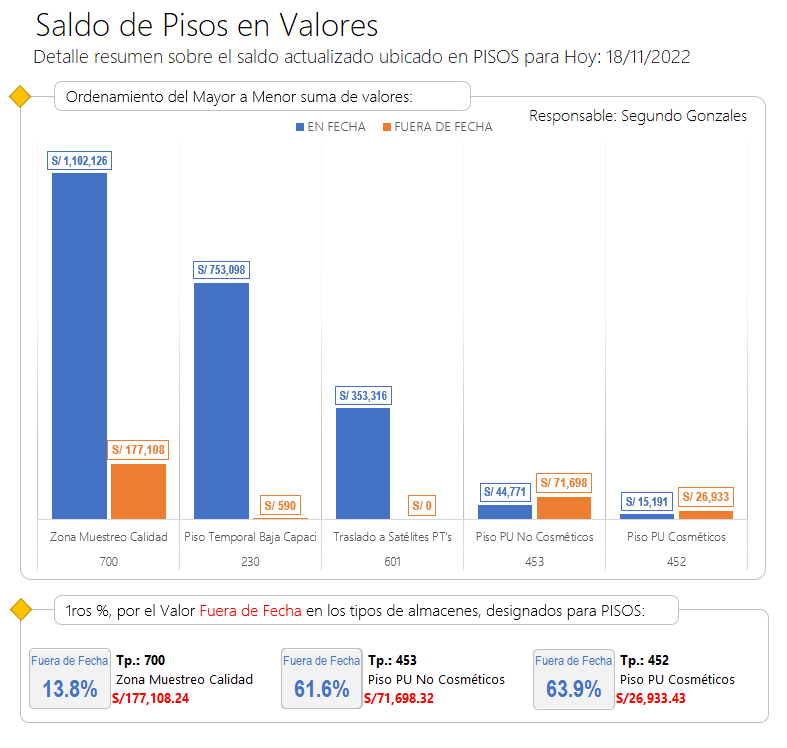 Saldo de Pisos en Valores
Detalle resumen sobre el saldo actualizado ubicado en PISOS para Hoy: 18/11/2022
Ordenamiento del Mayor a Menor suma de valores:
Responsable: Segundo Gonzales
EN FECHA FUERA DE FECHA
S/ 1,102,126
S/ 753,098
S/ 353,316
S/ 177,108
S/ 590
S/ 0
S/ 44,771
S/ 71,698
S/ 15,191
S/ 26,933
Zona Muestreo Calidad Piso Temporal Baja Capaci Traslado a Satélites PT's Piso PU No Cosméticos Piso PU Cosméticos
700 230 601 453 452
1ros %, por el Valor Fuera de Fecha en los tipos de almacenes, designados para PISOS:
Fuera de Fecha
13.8%
Tp.: 700
Zona Muestreo Calidad
S/177,108.24
Fuera de Fecha
61.6%
Tp.: 453
Piso PU No Cosméticos
S/71,698.32
Fuera de Fecha
63.9%
Tp.: 452
Piso PU Cosméticos
S/26,933.43